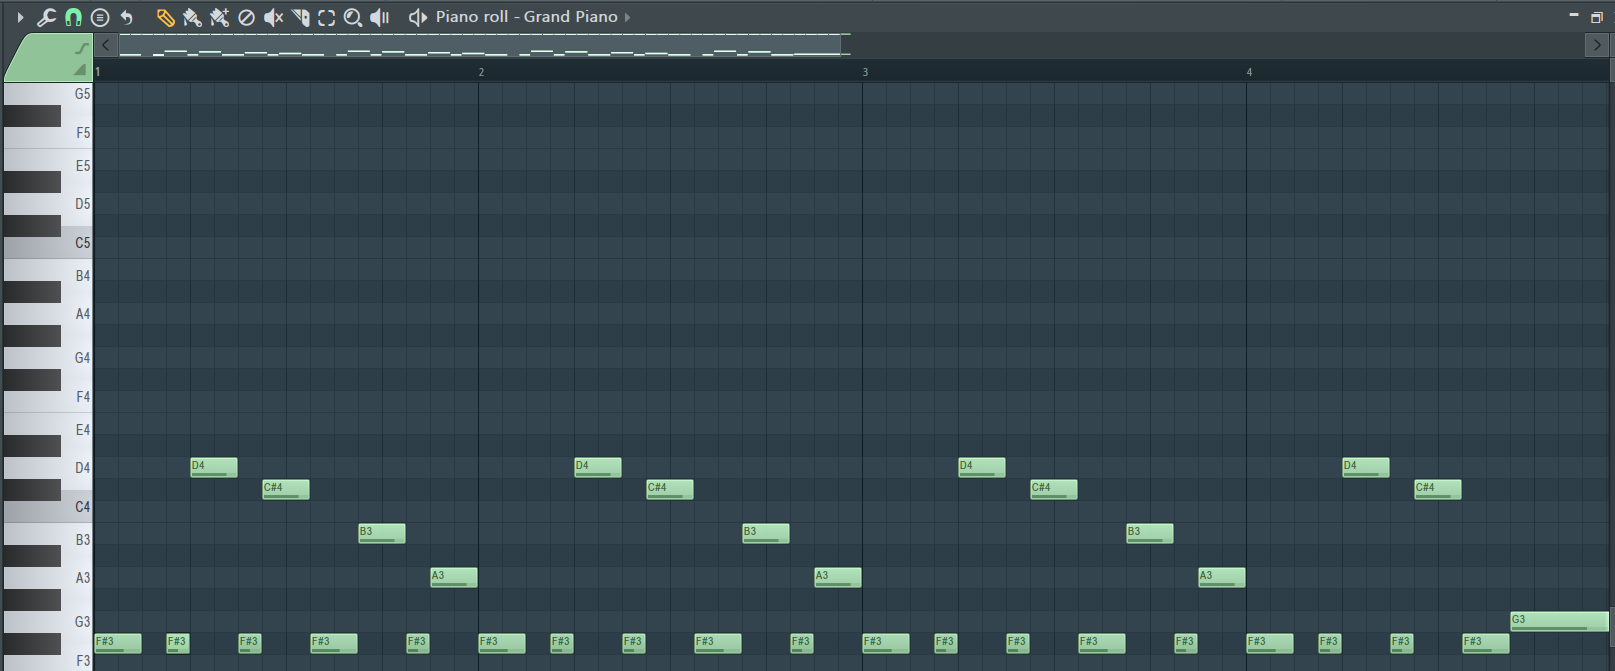 Piano roll - Grand Piano
1 2 3 4
G5
F5
E5
D5
C5
B4
A4
G4
F4
E4
D4 D4 D4 D4 D4
C#4 C#4 C#4 C#4
C4
B3 B3 B3 B3
A3 A3 A3 A3
G3 G3
F#3 F#3 F#3 F#3 F#3 F#3 F#3 F#3 F#3 F#3 F#3 F#3 F#3 F#3 F#3 F#3 F#3 F#3 F#3
F3